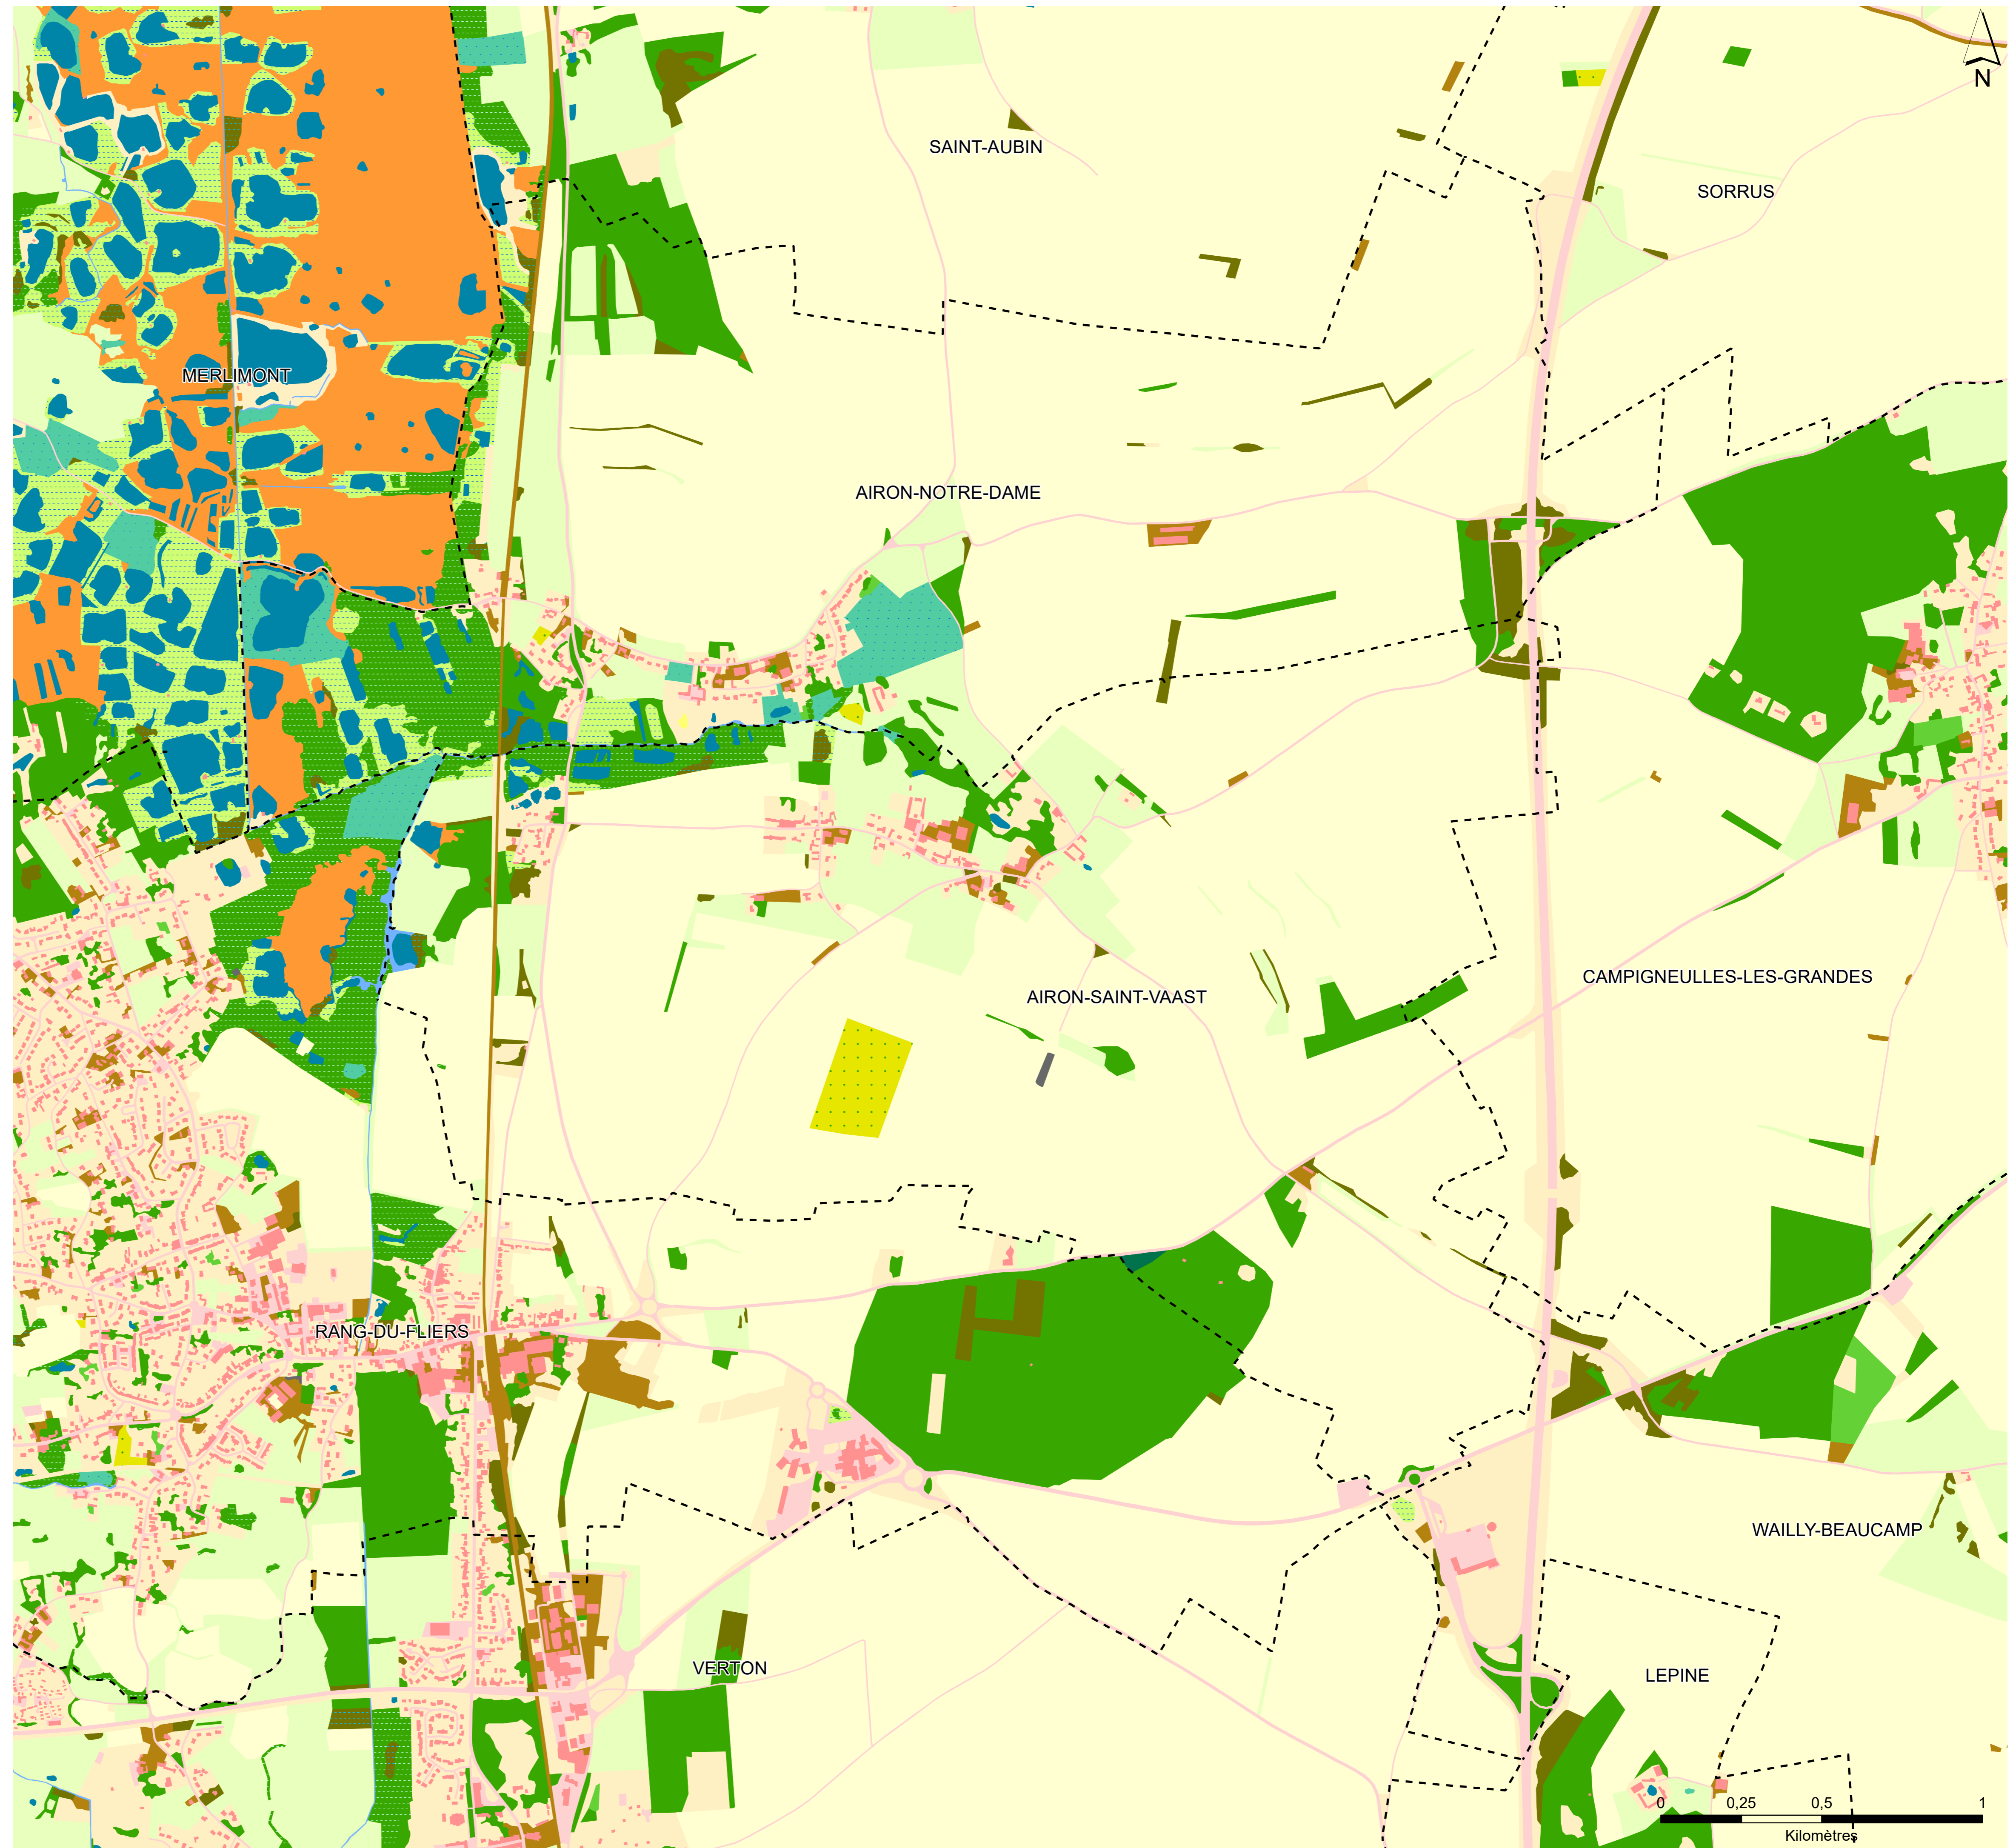 N
SAINT-AUBIN
SORRUS
MERLIMONT
AIRON-NOTRE-DAME
CAMPIGNEULLES-LES-GRANDES
AIRON-SAINT-VAAST
RANG-DU-FLIERS
WAILLY-BEAUCAMP
VERTON
LEPINE
0 0,25 0,5 1
Kilomètres